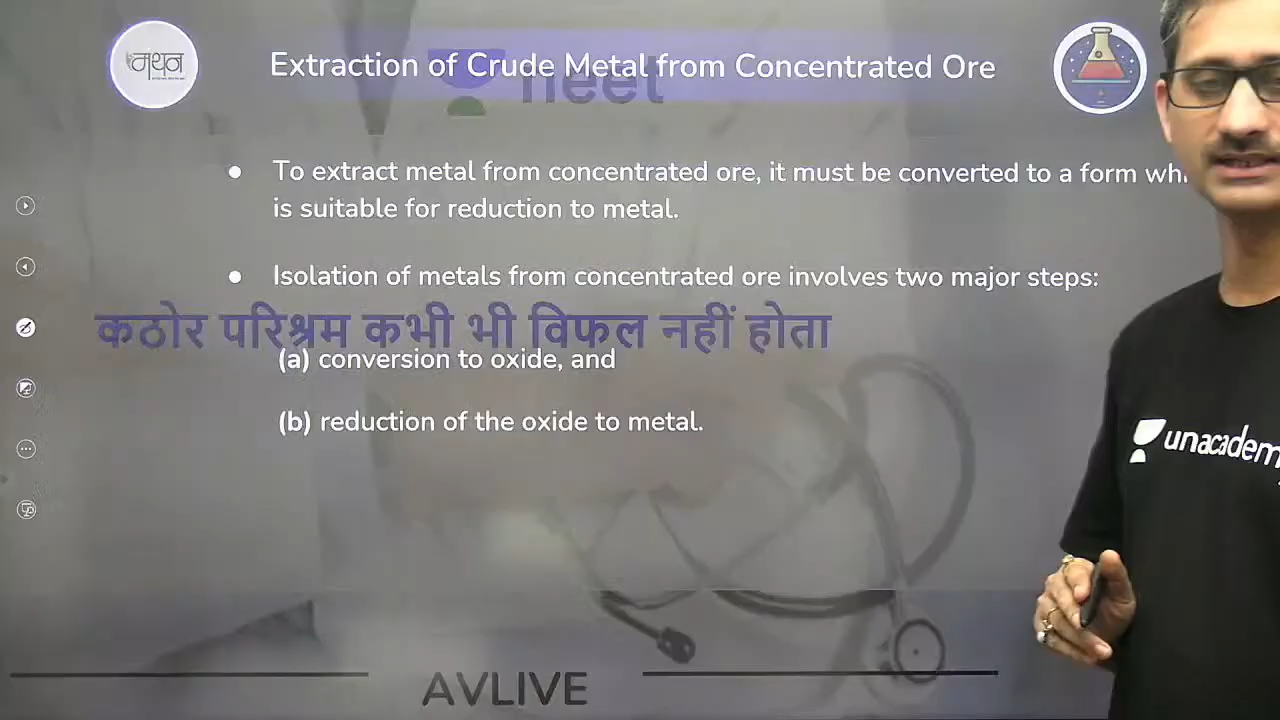 मंथन
Extraction of Crude Metal from Concentrated Ore
neet
● To extract metal from concentrated ore, it must be converted to a form
is suitable for reduction to metal.
● Isolation of metals from concentrated ore involves two major steps:
कठोर परिश्रम कभी भी विफल नहीं होता
(a) conversion to oxide, and
(b) reduction of the oxide to metal.
unacadem
AVLIVE